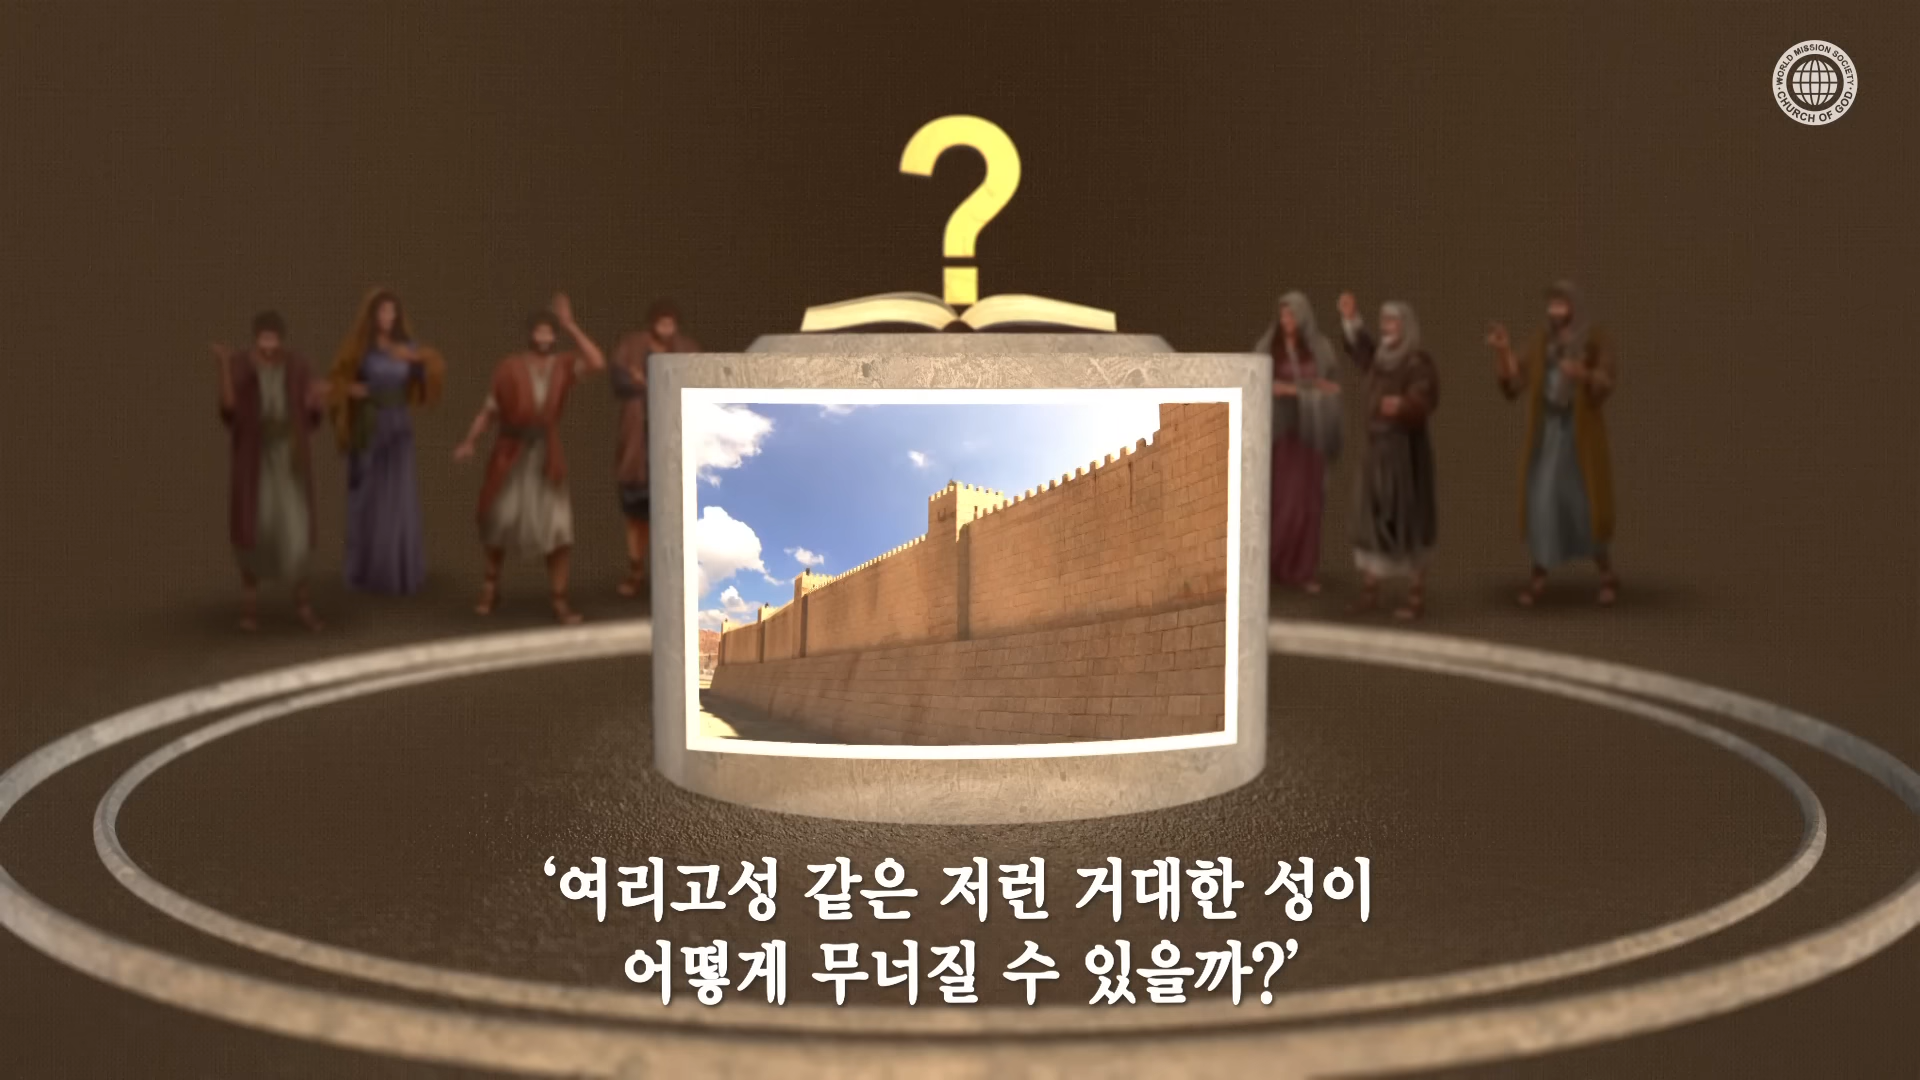 WORLD MISSION SOCIETY
CHURCH OF GOD
?
‘여리고성 같은 저런 거대한 성이
어떻게 무너질 수 있을까?’